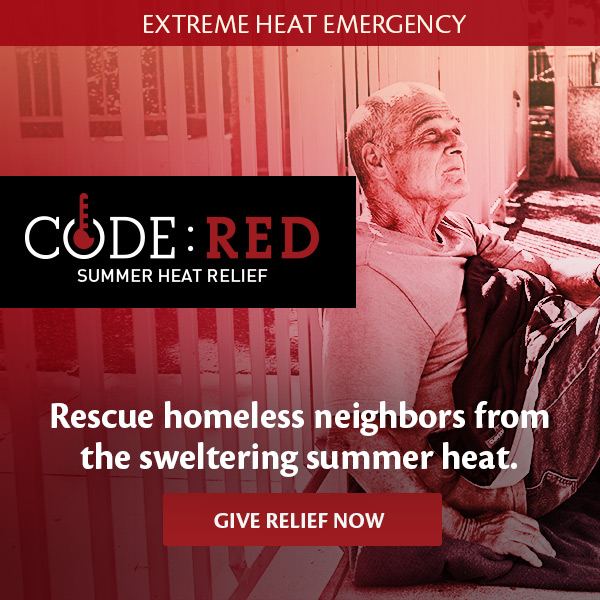 EXTREME HEAT EMERGENCY
CODE: RED
SUMMER HEAT RELIEF
Rescue homeless neighbors from
the sweltering summer heat.
GIVE RELIEF NOW